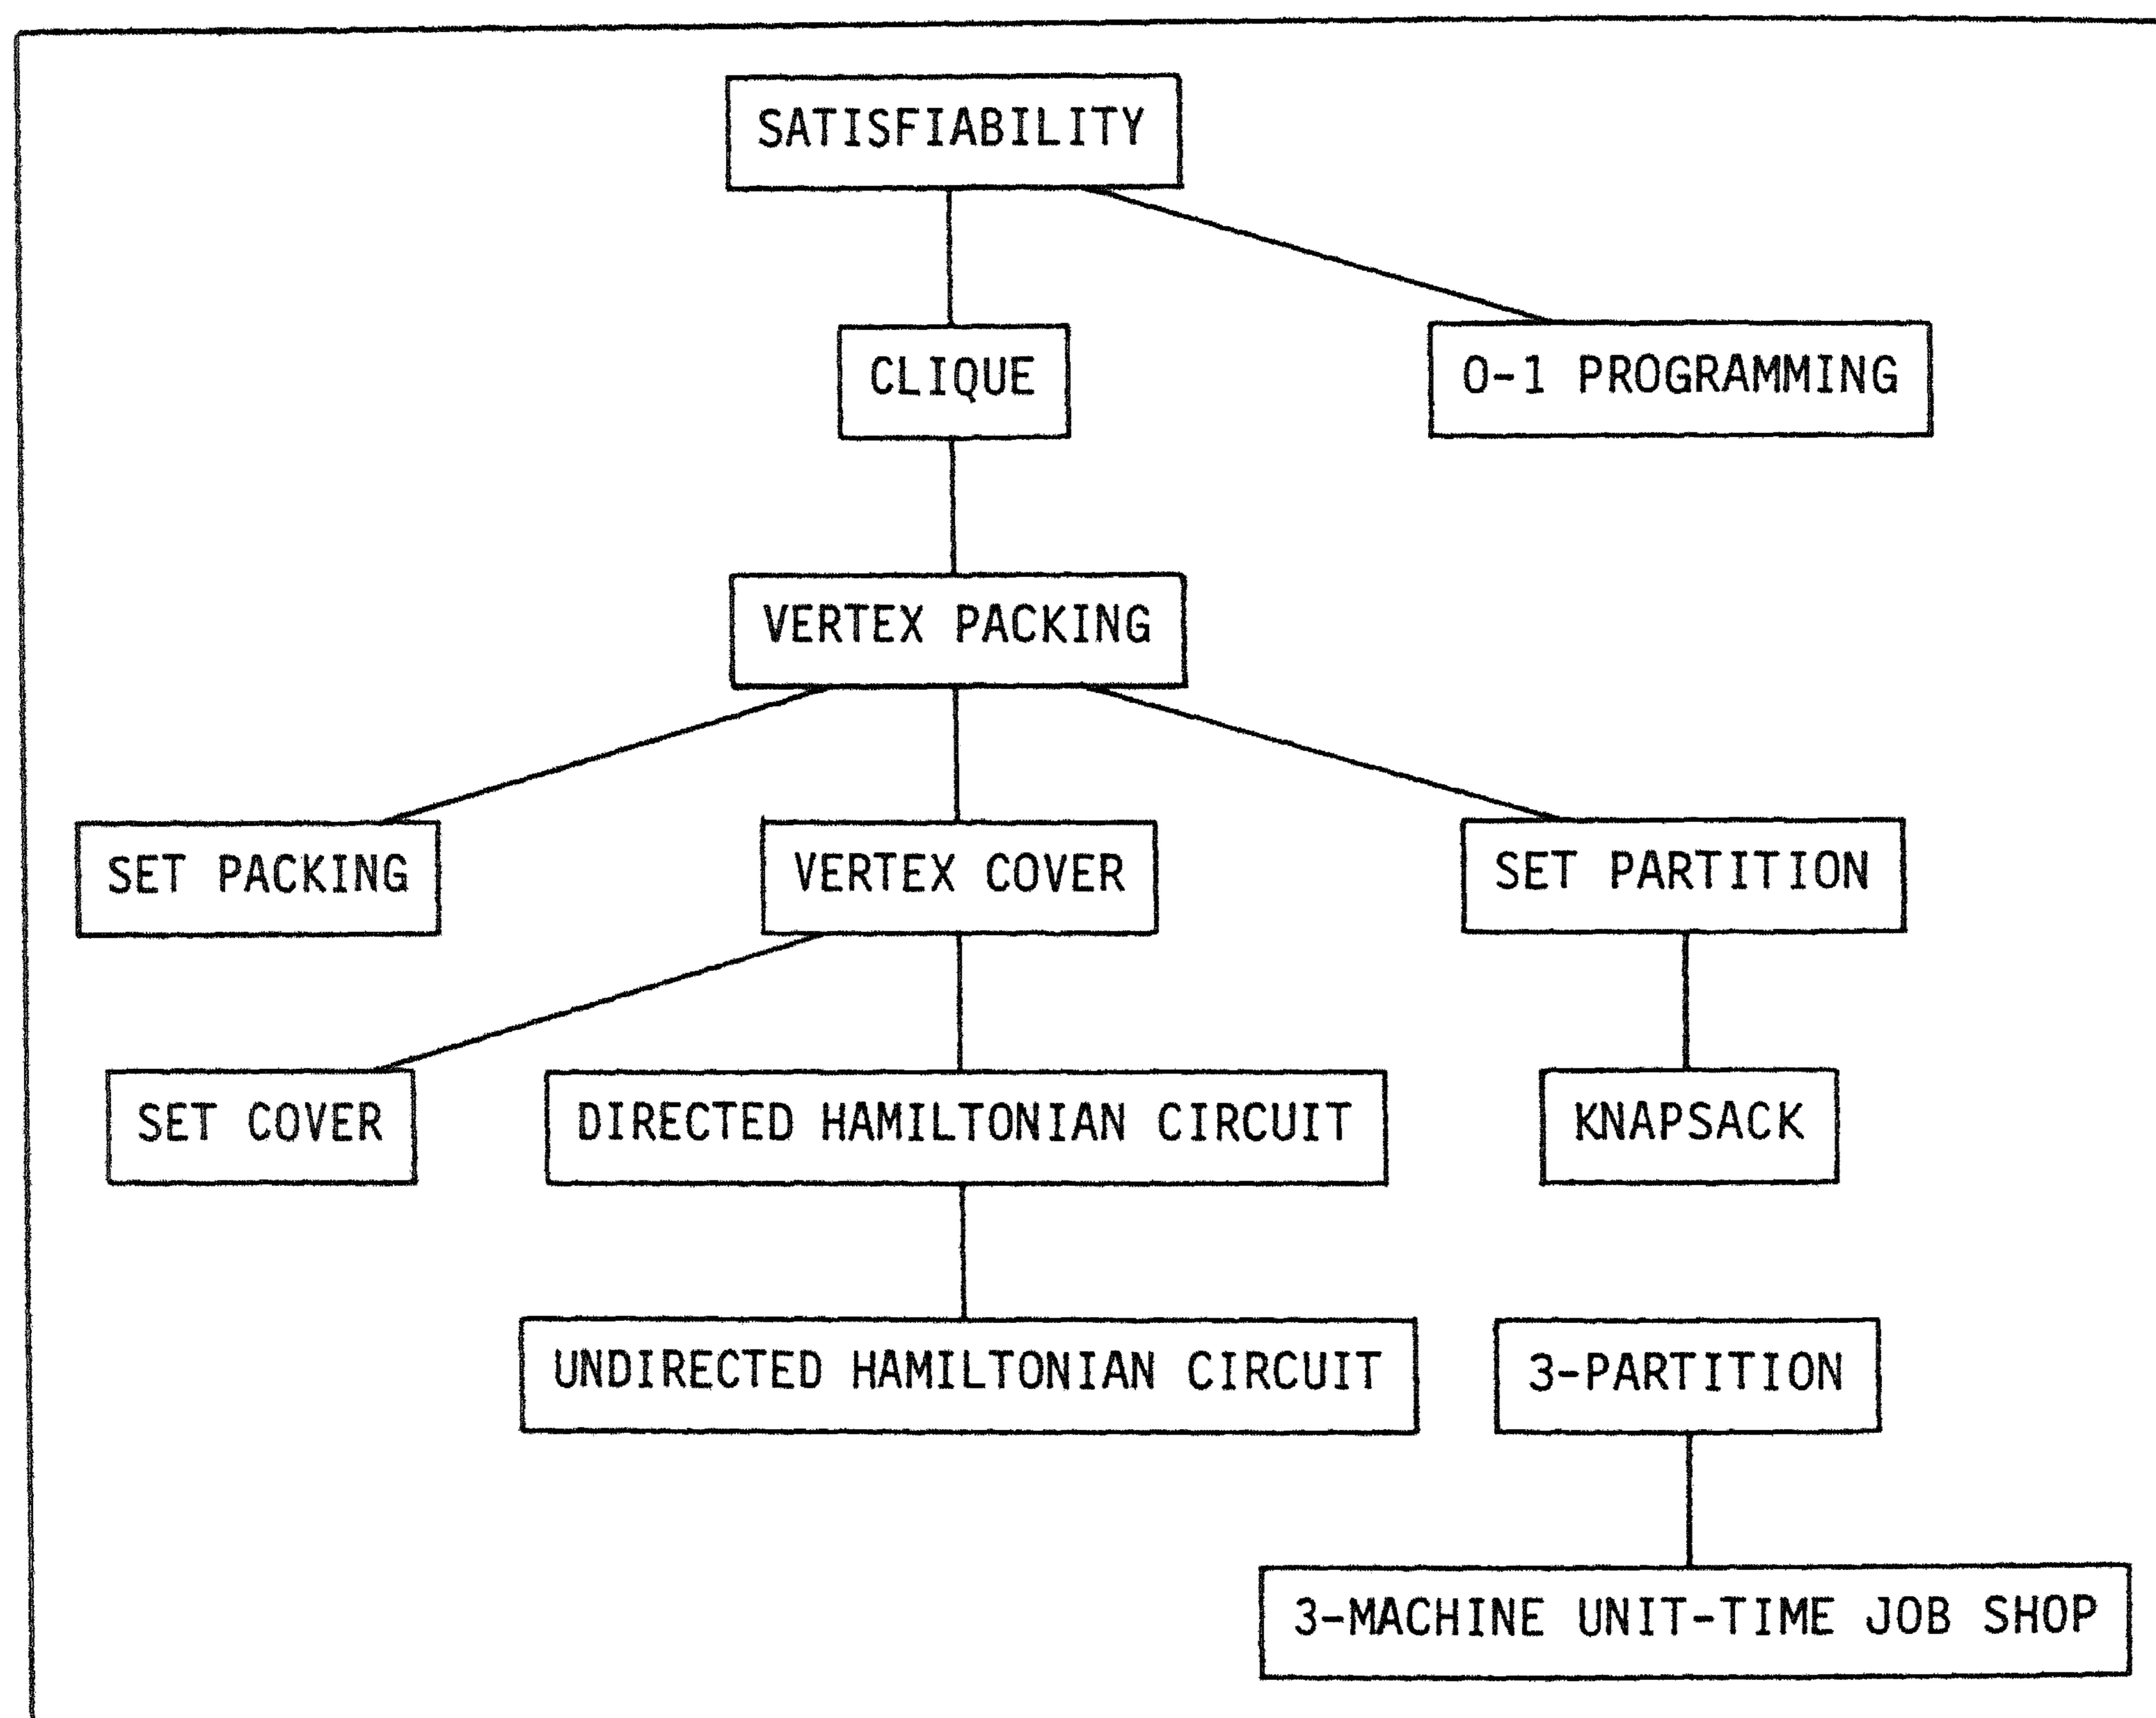 SATISFIABILITY
CLIQUE
0-1 PROGRAMMING
VERTEX PACKING
SET PACKING
VERTEX COVER
SET PARTITION
SET COVER
DIRECTED HAMILTONIAN CIRCUIT
KNAPSACK
UNDIRECTED HAMILTONIAN CIRCUIT
3-PARTITION
3-MACHINE UNIT-TIME JOB SHOP